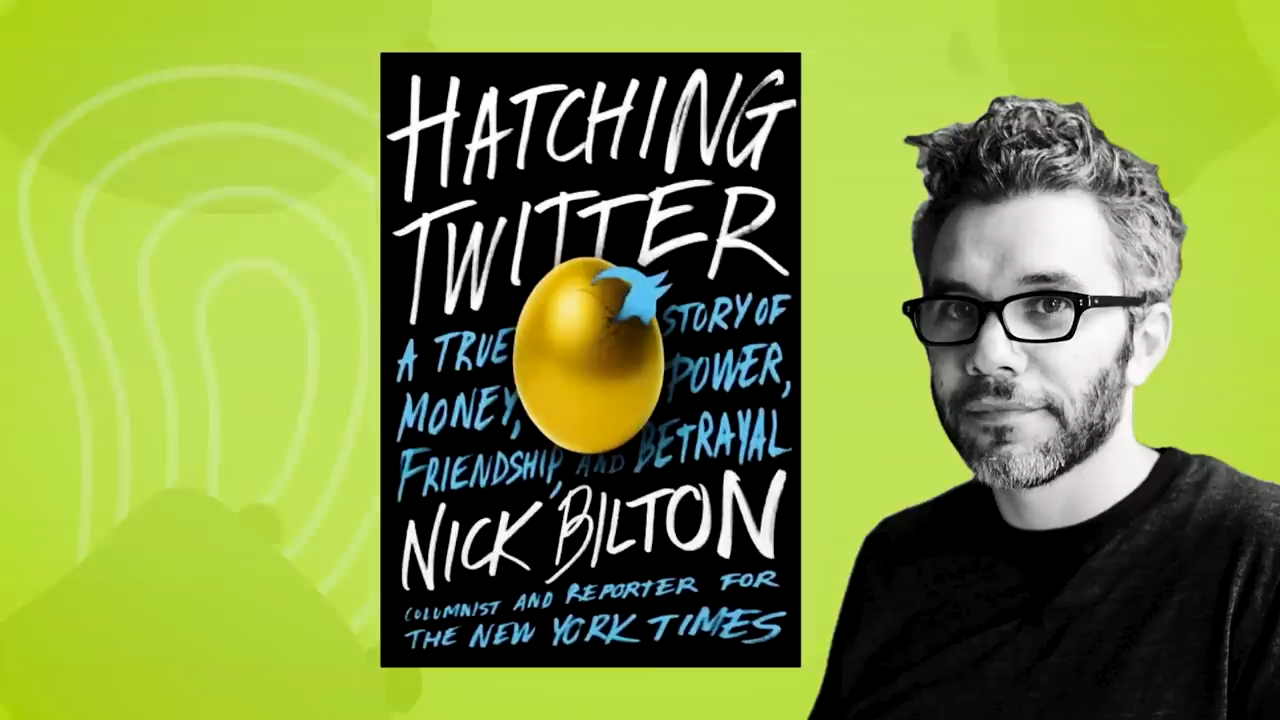 HATCHING
TWITTER
A TRUE STORY OF
MONEY, POWER,
FRIENDSHIP, AND BETRAYAL
NICK BILTON
COLUMNIST AND REPORTER FOR
THE NEW YORK TIMES